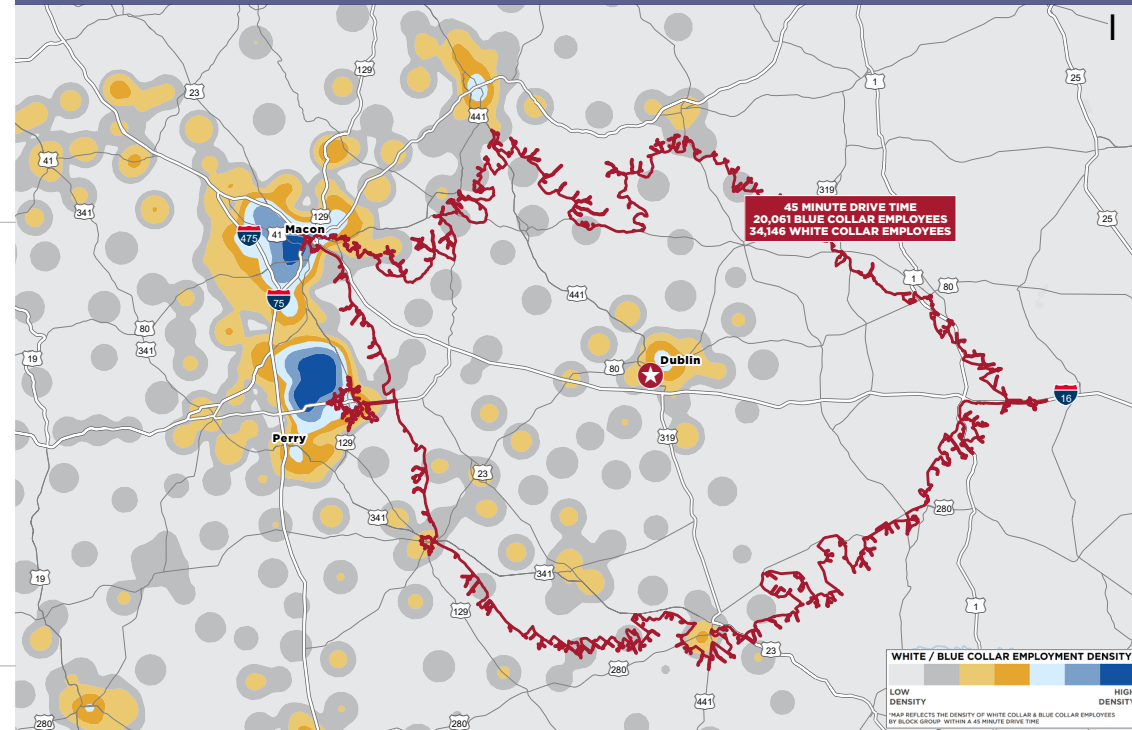 129
1
25
23
441
41
319
341
45 MINUTE DRIVE TIME
20,061 BLUE COLLAR EMPLOYEES
34,146 WHITE COLLAR EMPLOYEES
129
25
475
41
Macon
1
80
441
75
80
341
19
Dublin
80
16
Perry
129
319
23
341
280
341
19
129
1
23
280
441
280
280
WHITE / BLUE COLLAR EMPLOYMENT DENSITY
LOW
DENSITY
HIGH
DENSITY
*MAP REFLECTS THE DENSITY OF WHITE COLLAR & BLUE COLLAR EMPLOYEES
BY BLOCK GROUP WITHIN A 45 MINUTE DRIVE TIME